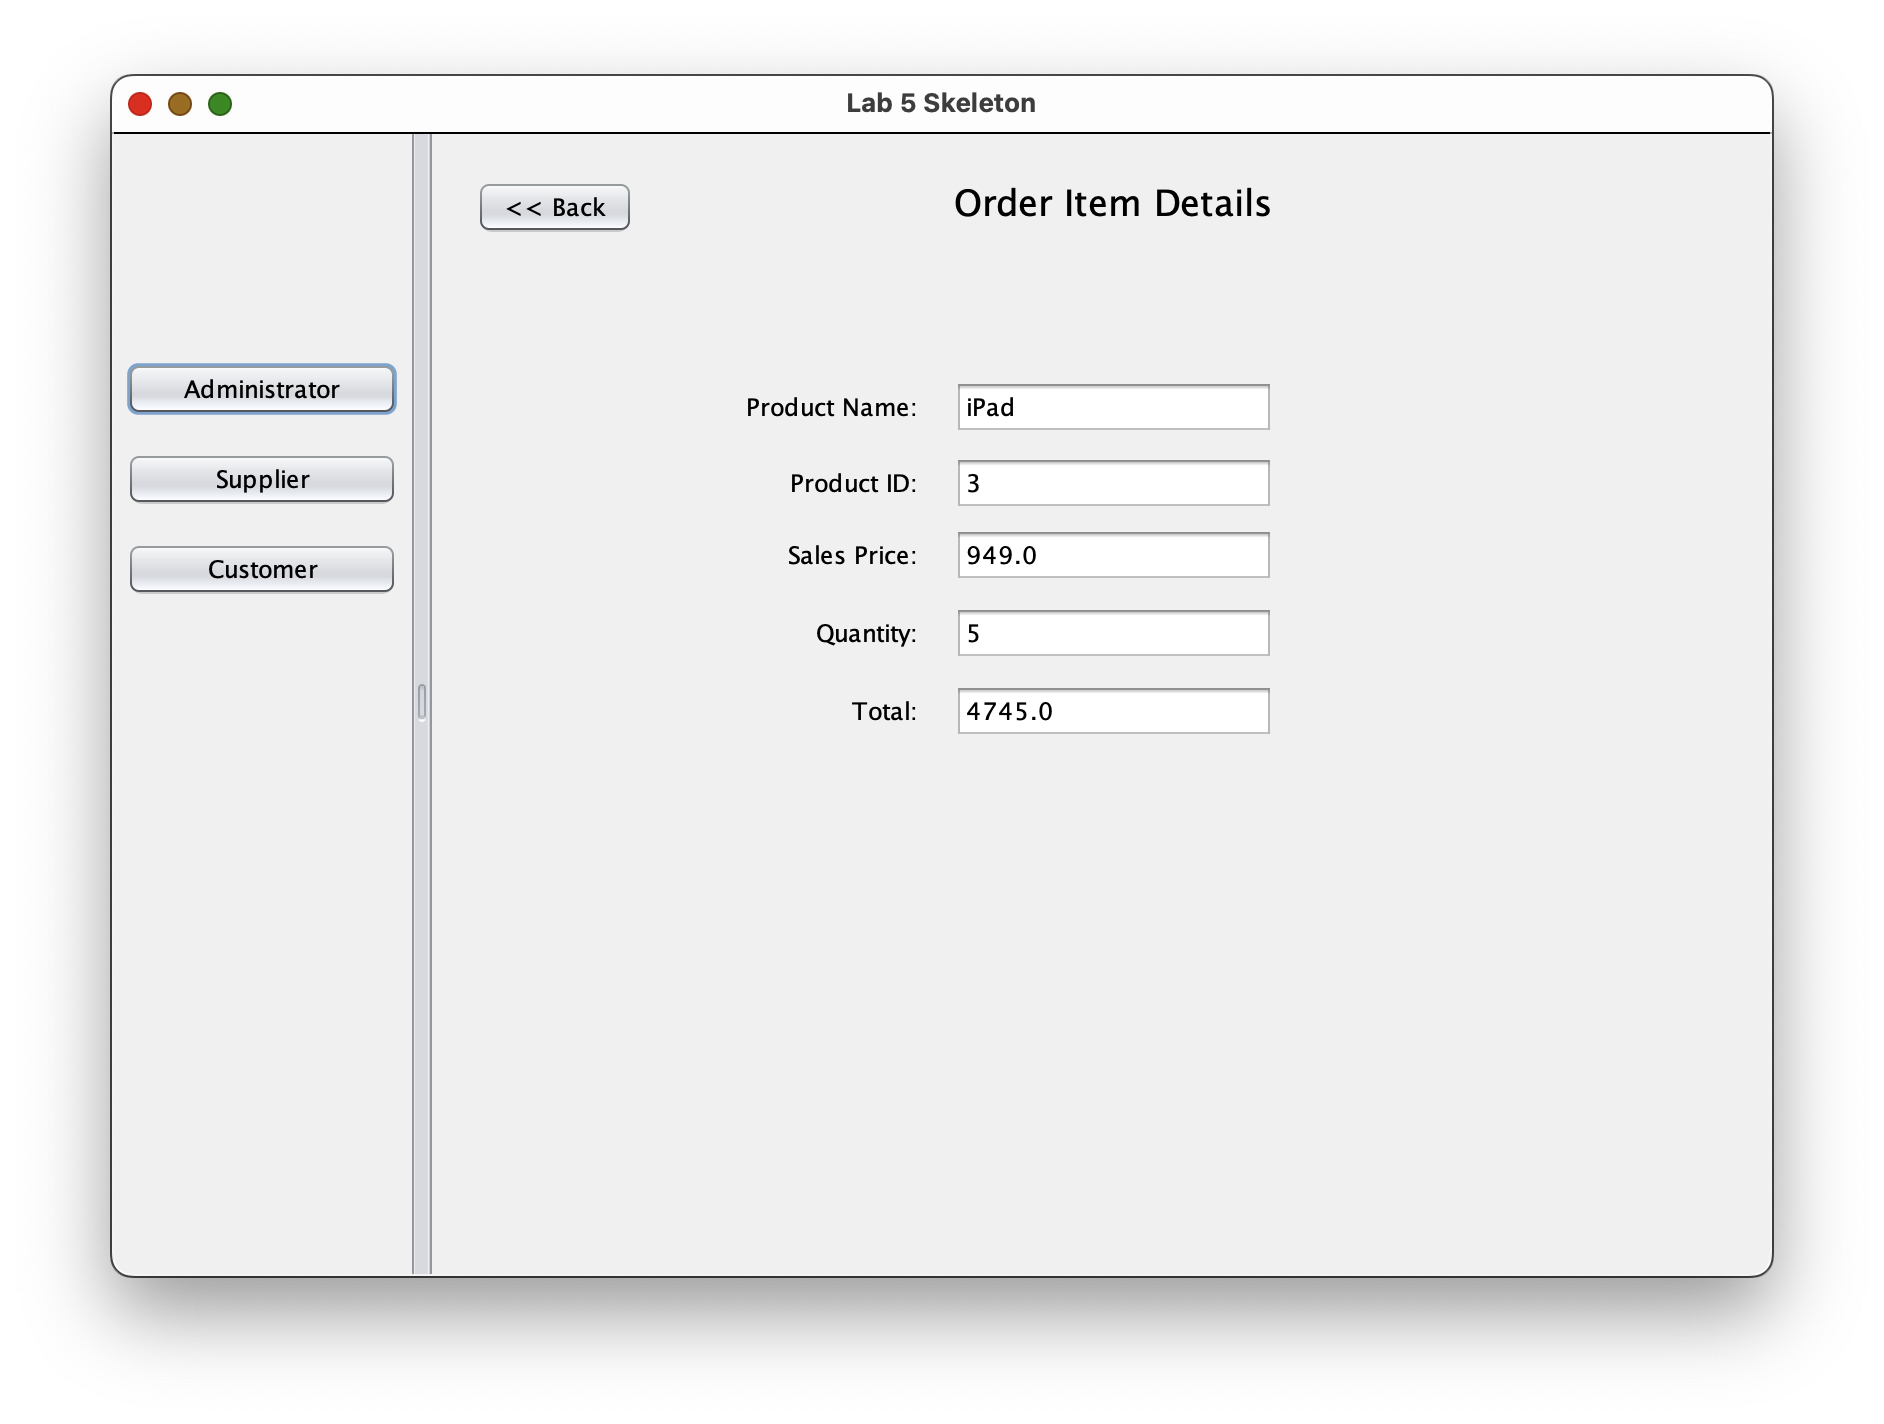 Lab 5 Skeleton
<< Back
Order Item Details
Administrator
Supplier
Customer
Product Name: iPad
Product ID: 3
Sales Price: 949.0
Quantity: 5
Total: 4745.0